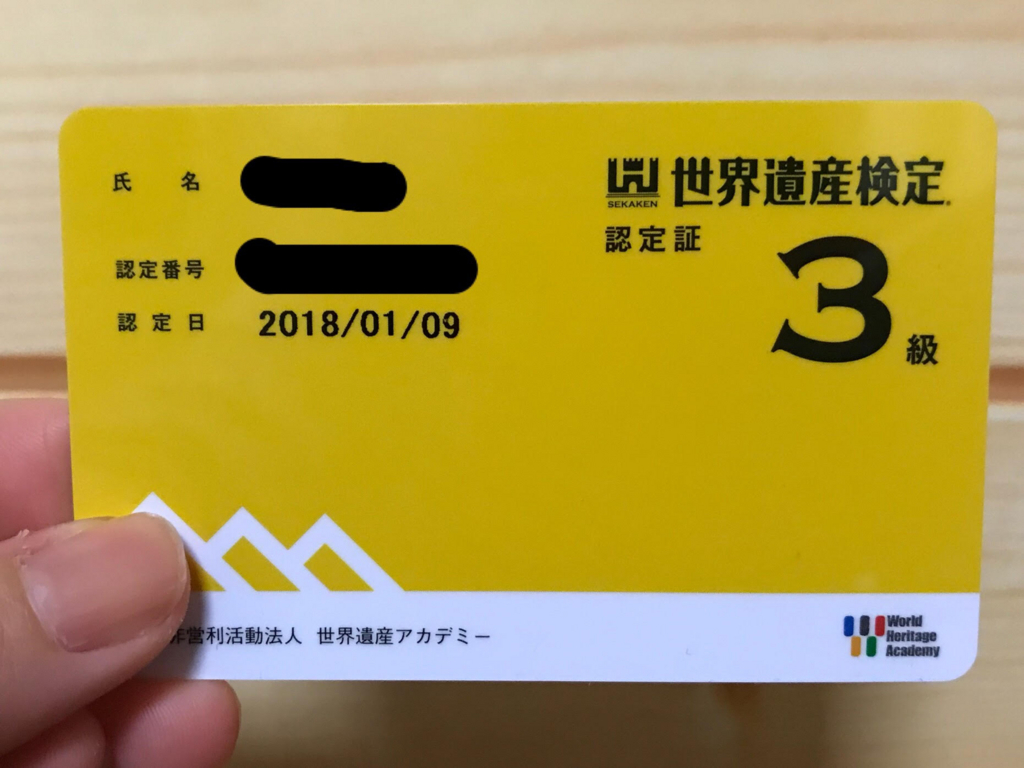 氏 名
認定番号
認定日 2018/01/09
SEKAKEN
世界遺産検定
認定証
3級
非営利活動法人 世界遺産アカデミー
World
Heritage
Academy